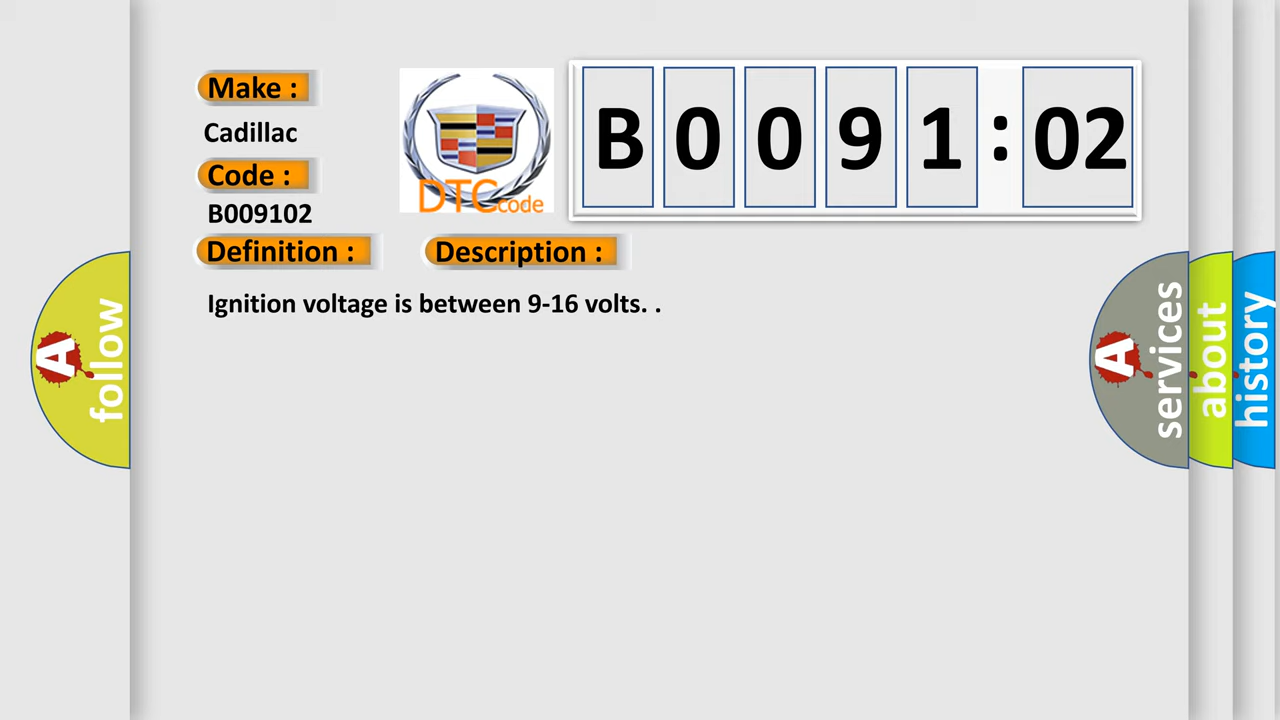 Make :
Cadillac
Code :
B009102
Definition :
Description :
Ignition voltage is between 9-16 volts. .
DTC code
B 0 0 9 1 : 02
A follow
A services
about
history